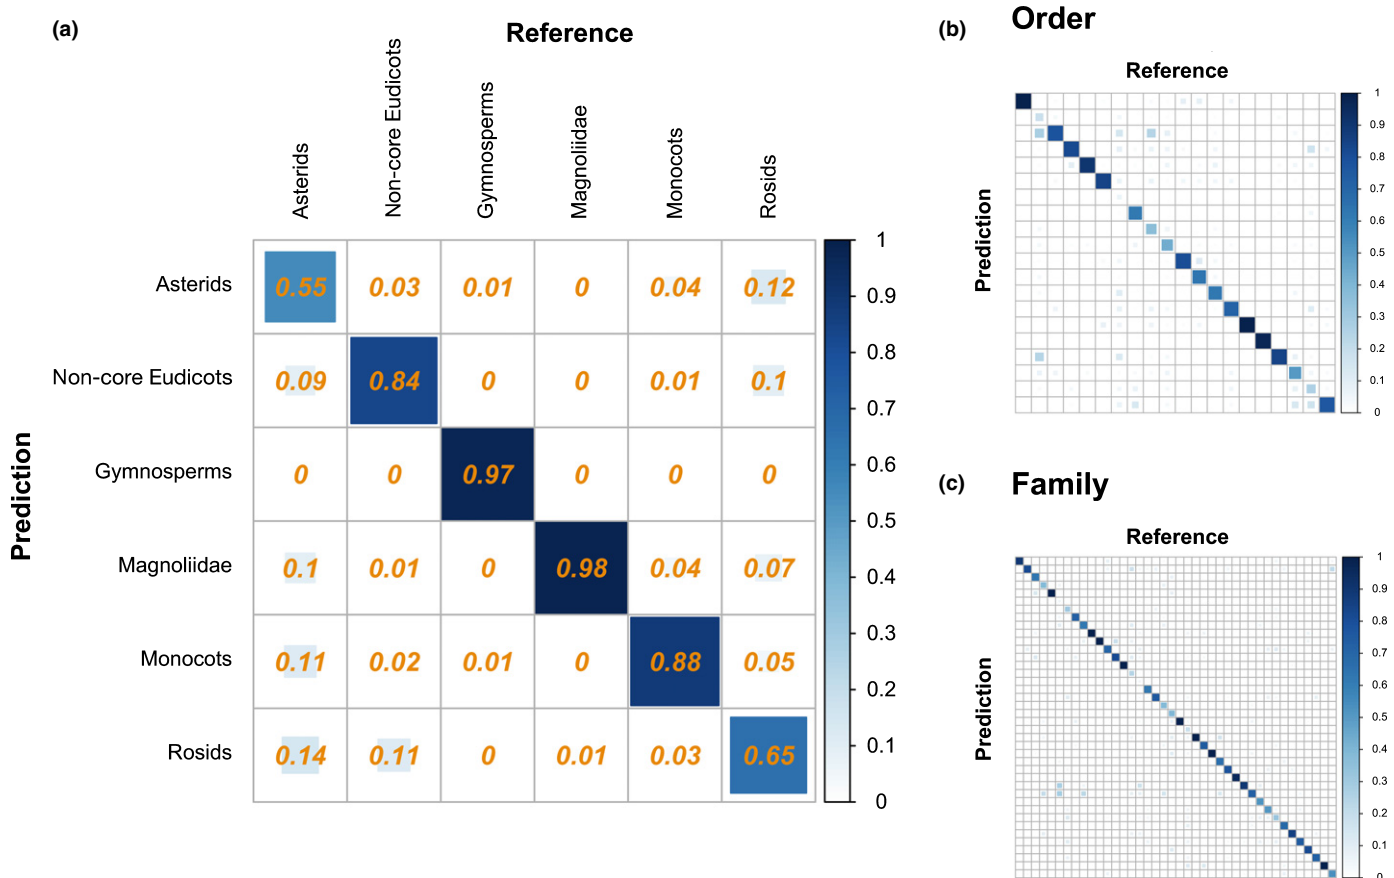 (a)
Reference
Asterids
Non-core Eudicots
Gymnosperms
Magnoliidae
Monocots
Rosids
Prediction
Asterids 0.55 0.03 0.01 0 0.04 0.12
Non-core Eudicots 0.09 0.84 0 0 0.01 0.1
Gymnosperms 0 0 0.97 0 0 0
Magnoliidae 0.1 0.01 0 0.98 0.04 0.07
Monocots 0.11 0.02 0.01 0 0.88 0.05
Rosids 0.14 0.11 0 0.01 0.03 0.65
1
0.9
0.8
0.7
0.6
0.5
0.4
0.3
0.2
0.1
0
(b)
Order
Reference
Prediction
1
0.9
0.8
0.7
0.6
0.5
0.4
0.3
0.2
0.1
0
(c)
Family
Reference
Prediction
1
0.9
0.8
0.7
0.6
0.5
0.4
0.3
0.2
0.1
0